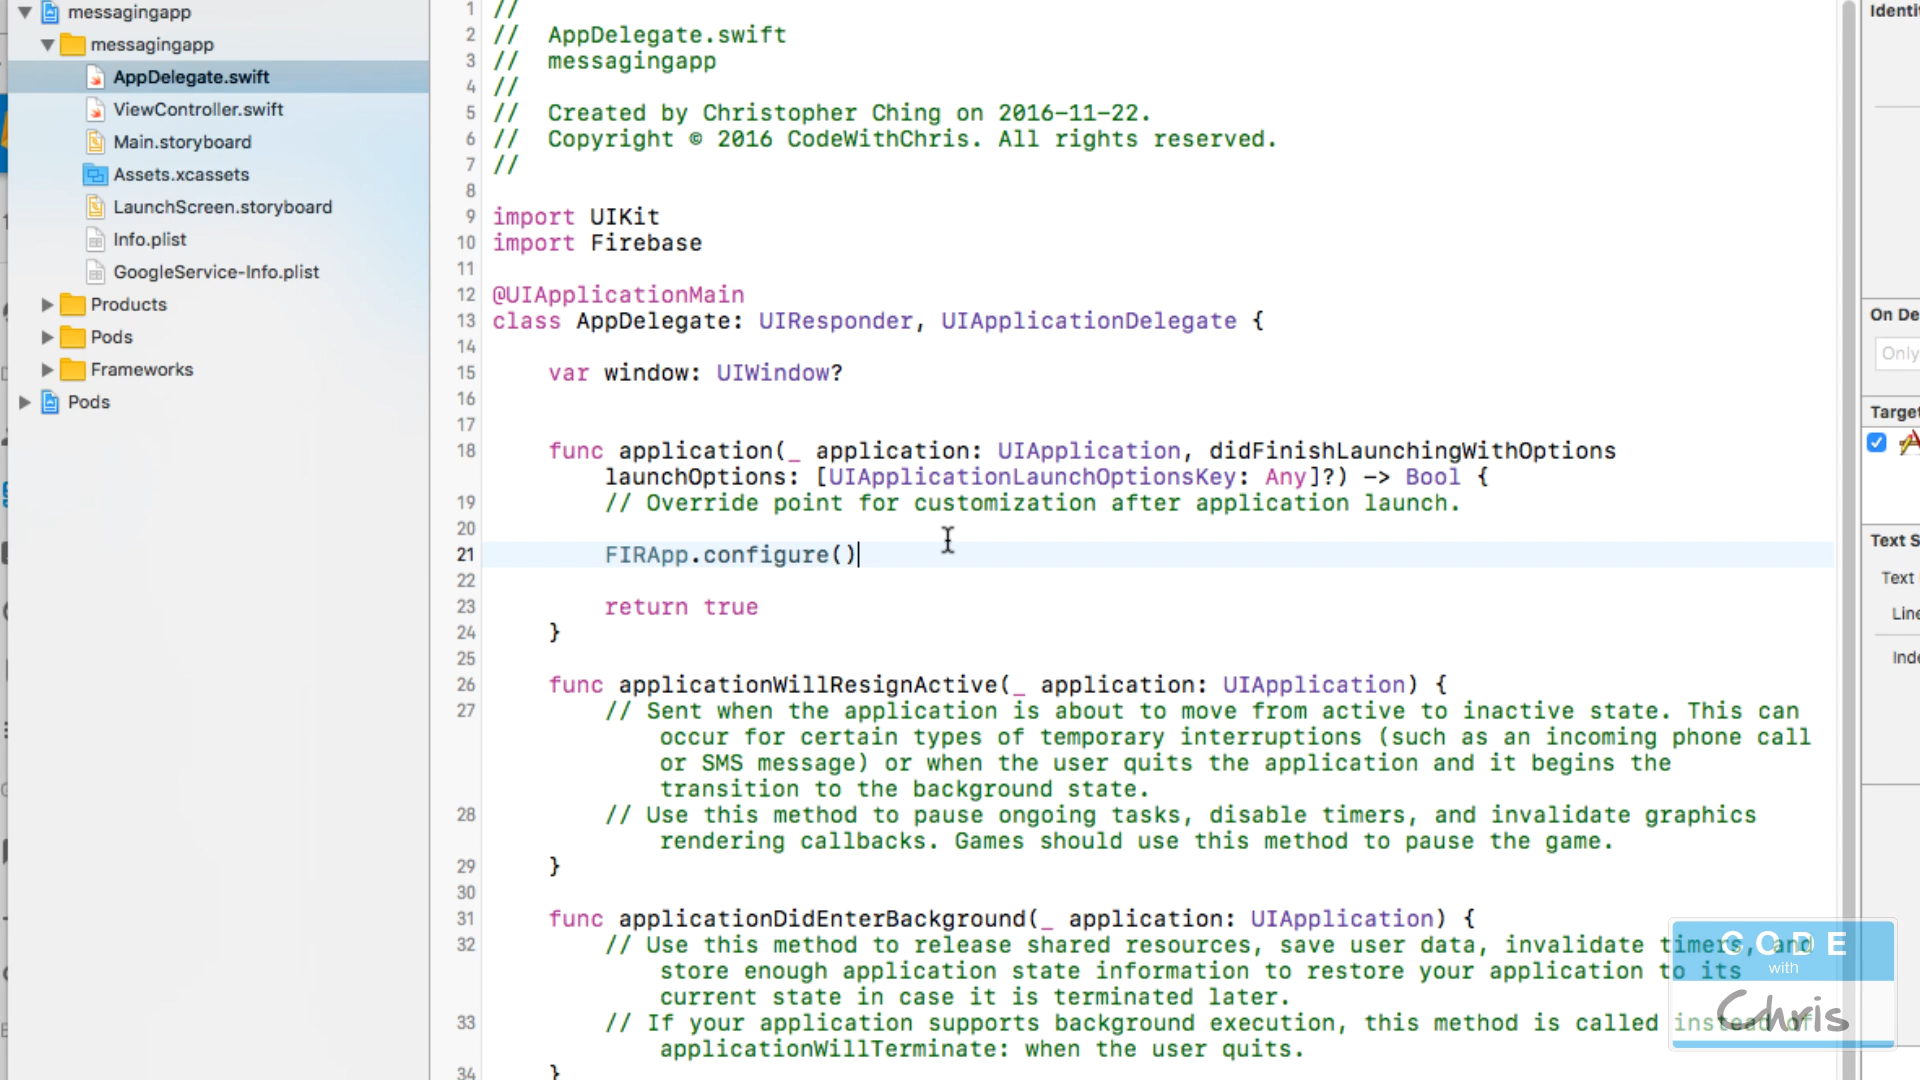 messagingapp
messagingapp
AppDelegate.swift
ViewController.swift
Main.storyboard
Assets.xcassets
LaunchScreen.storyboard
Info.plist
GoogleService-Info.plist
Products
Pods
Frameworks
Pods
1 //
2 //  AppDelegate.swift
3 //  messagingapp
4 //
5 //  Created by Christopher Ching on 2016-11-22.
6 //  Copyright © 2016 CodeWithChris. All rights reserved.
7 //
8
9 import UIKit
10 import Firebase
11
12 @UIApplicationMain
13 class AppDelegate: UIResponder, UIApplicationDelegate {
14
15     var window: UIWindow?
16
17
18     func application(_ application: UIApplication, didFinishLaunchingWithOptions
launchOptions: [UIApplicationLaunchOptionsKey: Any]?) -> Bool {
19         // Override point for customization after application launch.
20
21         FIRApp.configure()
22
23         return true
24     }
25
26     func applicationWillResignActive(_ application: UIApplication) {
27         // Sent when the application is about to move from active to inactive state. This can
occur for certain types of temporary interruptions (such as an incoming phone call
or SMS message) or when the user quits the application and it begins the
transition to the background state.
28         // Use this method to pause ongoing tasks, disable timers, and invalidate graphics
rendering callbacks. Games should use this method to pause the game.
29     }
30
31     func applicationDidEnterBackground(_ application: UIApplication) {
32         // Use this method to release shared resources, save user data, invalidate timers, and
store enough application state information to restore your application to its
current state in case it is terminated later.
33         // If your application supports background execution, this method is called instead of
applicationWillTerminate: when the user quits.
34     }
Identi
On De
Only
Target
Text S
Text
Line
Inde
CODE
with
Chris